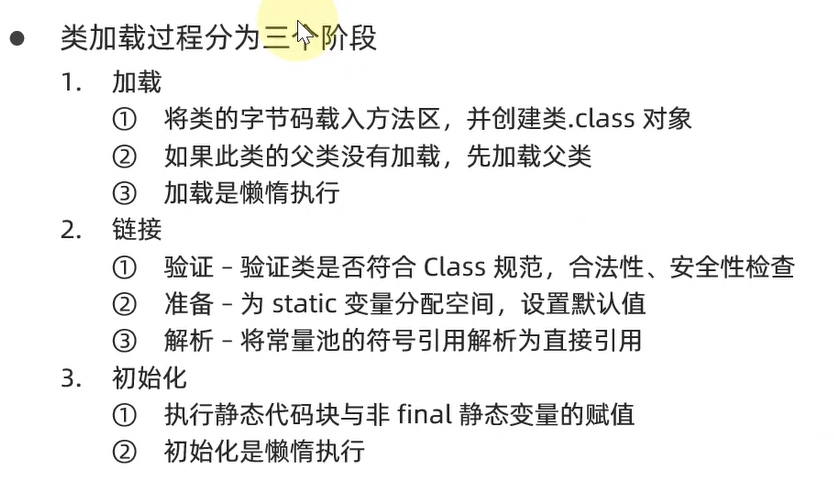 ● 类加载过程分为三个阶段
1. 加载
① 将类的字节码载入方法区，并创建类.class 对象
② 如果此类的父类没有加载，先加载父类
③ 加载是懒惰执行
2. 链接
① 验证 – 验证类是否符合 Class 规范，合法性、安全性检查
② 准备 – 为 static 变量分配空间，设置默认值
③ 解析 – 将常量池的符号引用解析为直接引用
3. 初始化
① 执行静态代码块与非 final 静态变量的赋值
② 初始化是懒惰执行